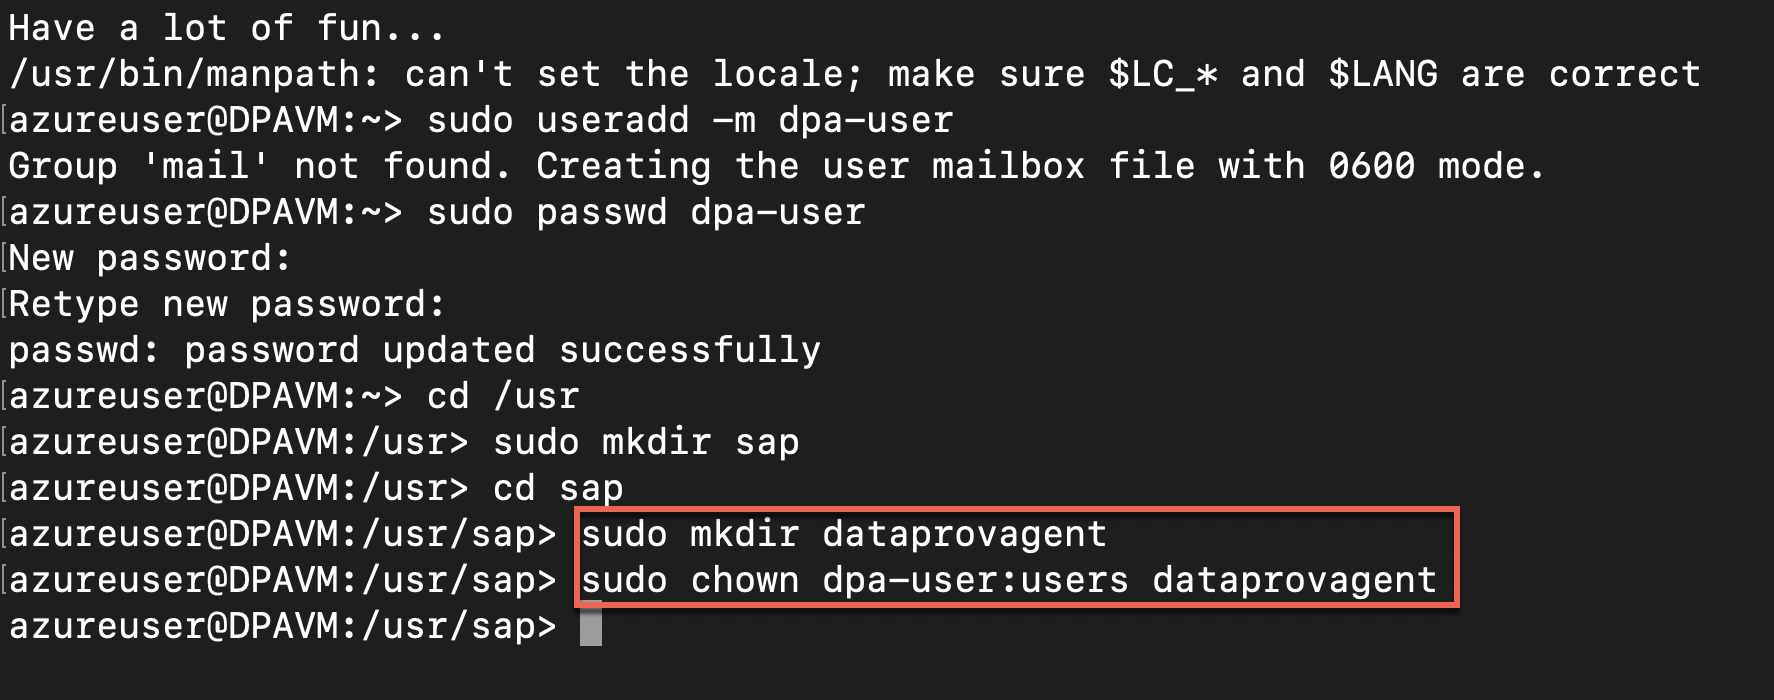 Have a lot of fun...
/usr/bin/manpath: can't set the locale; make sure $LC_* and $LANG are correct
[azureuser@DPAVM:~> sudo useradd -m dpa-user
Group 'mail' not found. Creating the user mailbox file with 0600 mode.
[azureuser@DPAVM:~> sudo passwd dpa-user
[New password:
[Retype new password:
passwd: password updated successfully
[azureuser@DPAVM:~> cd /usr
[azureuser@DPAVM:/usr> sudo mkdir sap
[azureuser@DPAVM:/usr> cd sap
[azureuser@DPAVM:/usr/sap> sudo mkdir dataprovagent
[azureuser@DPAVM:/usr/sap> sudo chown dpa-user:users dataprovagent
azureuser@DPAVM:/usr/sap>